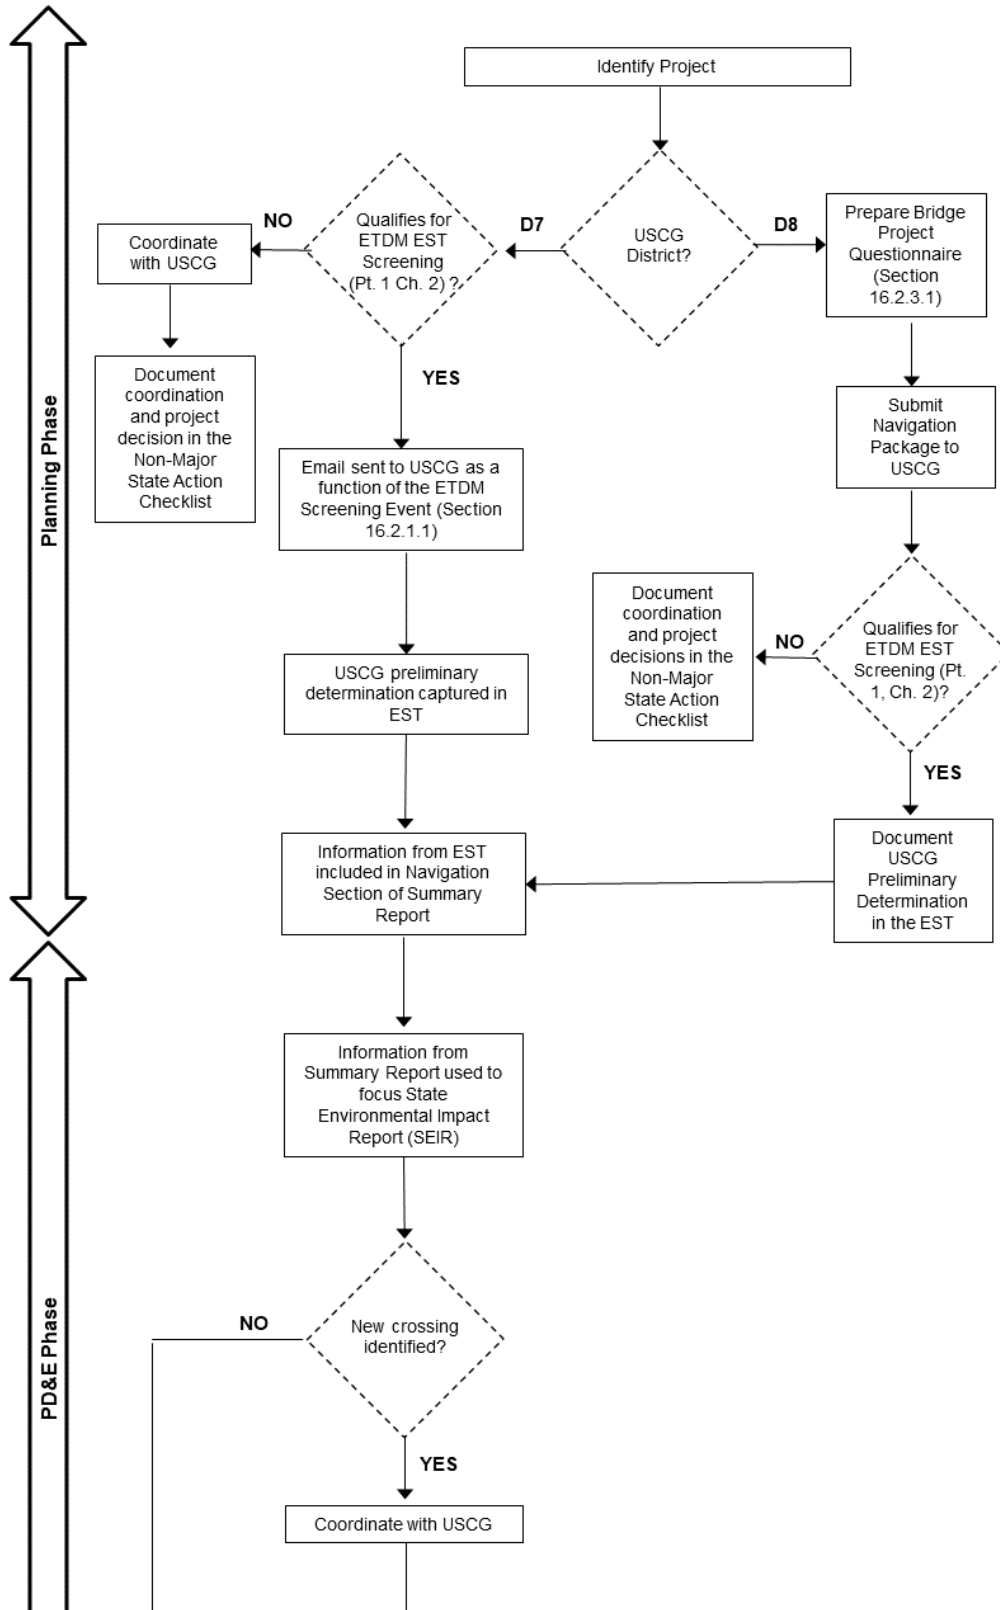 Identify Project
USCG
District?
D7
D8
Qualifies for
ETDM EST
Screening
(Pt. 1 Ch. 2) ?
NO
Coordinate
with USCG
Document
coordination
and project
decision in the
Non-Major
State Action
Checklist
YES
Email sent to USCG as a
function of the ETDM
Screening Event (Section
16.2.1.1)
USCG preliminary
determination captured in
EST
Prepare Bridge
Project
Questionnaire
(Section
16.2.3.1)
Submit
Navigation
Package to
USCG
Qualifies for
ETDM EST
Screening (Pt.
1, Ch. 2)?
NO
Document
coordination
and project
decisions in the
Non-Major
State Action
Checklist
YES
Document
USCG
Preliminary
Determination
in the EST
Information from EST
included in Navigation
Section of Summary
Report
Planning Phase
Information from
Summary Report used to
focus State
Environmental Impact
Report (SEIR)
New crossing
identified?
NO
YES
Coordinate with USCG
PD&E Phase